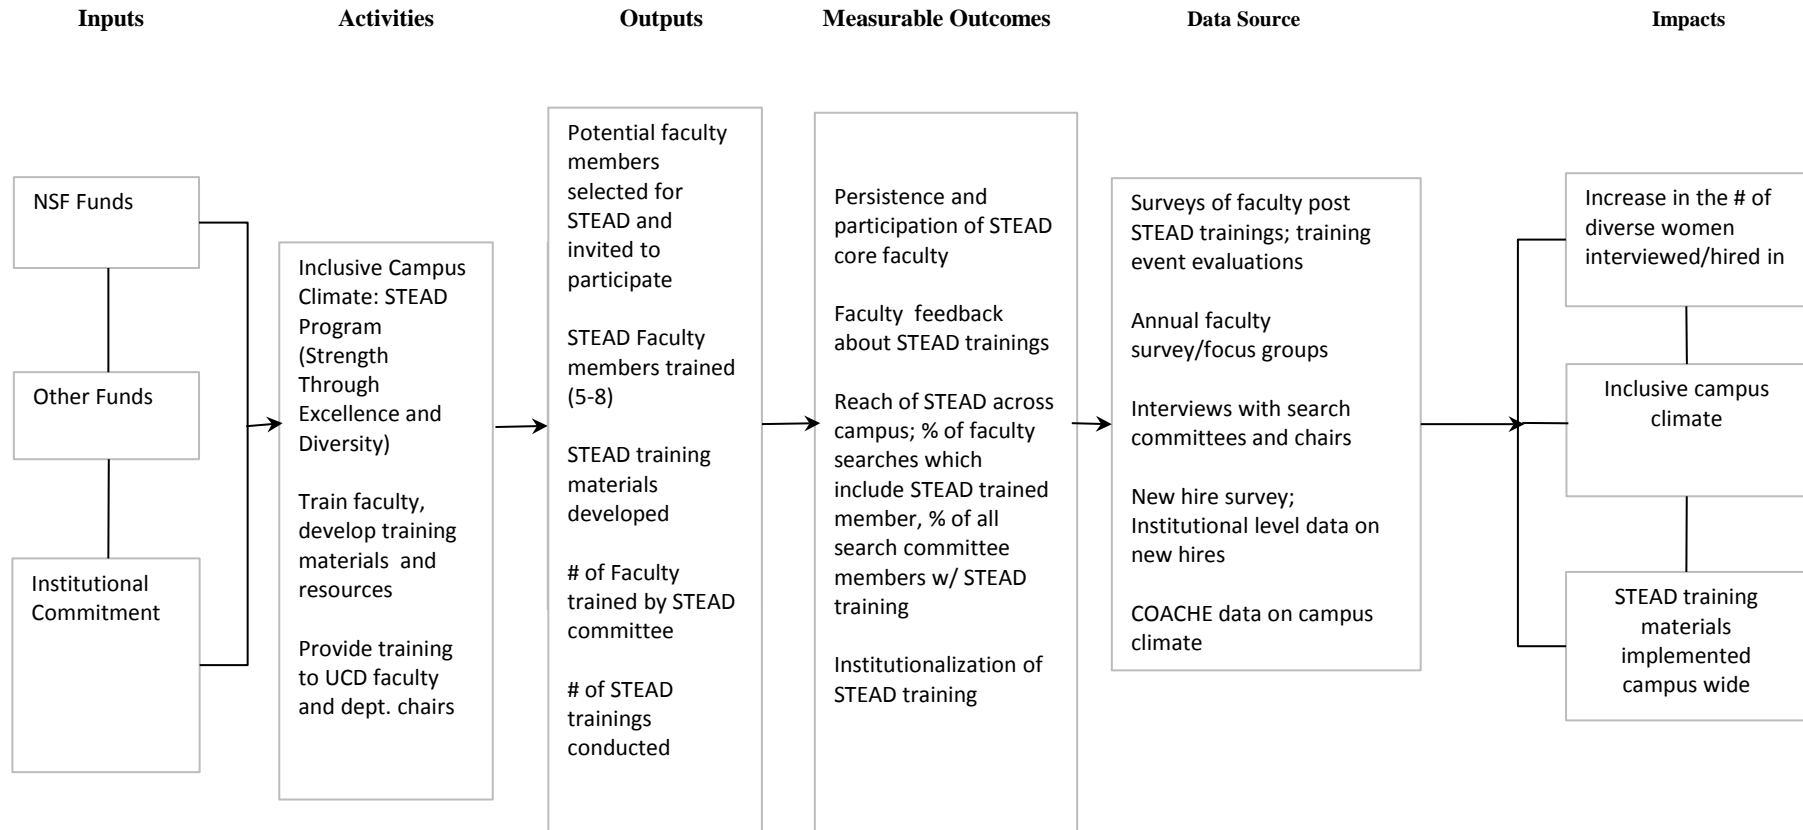 Inputs
Activities
Outputs
Measurable Outcomes
Data Source
Impacts
NSF Funds
Other Funds
Institutional
Commitment
Inclusive Campus
Climate: STEAD
Program
(Strength
Through
Excellence and
Diversity)
Train faculty,
develop training
materials and
resources
Provide training
to UCD faculty
and dept. chairs
Potential faculty
members
selected for
STEAD and
invited to
participate
STEAD Faculty
members trained
(5-8)
STEAD training
materials
developed
# of Faculty
trained by STEAD
committee
# of STEAD
trainings
conducted
Persistence and
participation of STEAD
core faculty
Faculty feedback
about STEAD trainings
Reach of STEAD across
campus; % of faculty
searches which
include STEAD trained
member, % of all
search committee
members w/ STEAD
training
Institutionalization of
STEAD training
Surveys of faculty post
STEAD trainings; training
event evaluations
Annual faculty
survey/focus groups
Interviews with search
committees and chairs
New hire survey;
Institutional level data on
new hires
COACHE data on campus
climate
Increase in the # of
diverse women
interviewed/hired in
Inclusive campus
climate
STEAD training
materials
implemented
campus wide